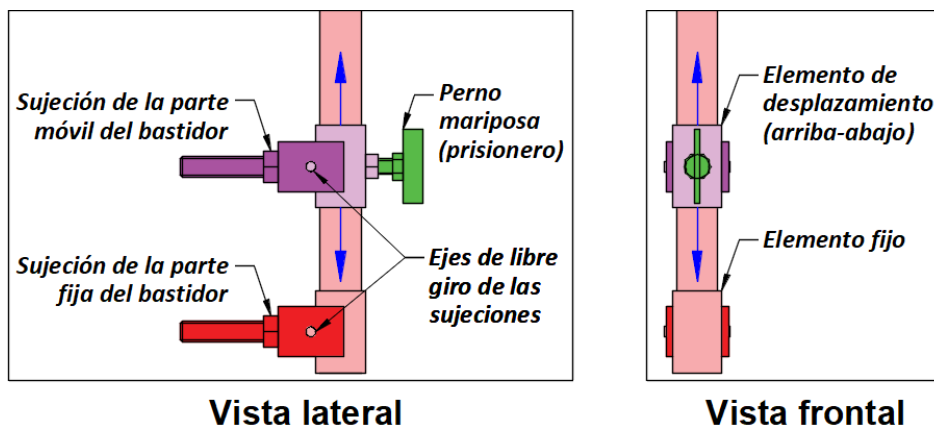 Sujeción de la parte
móvil del bastidor
Perno
mariposa
(prisionero)
Sujeción de la parte
fija del bastidor
Ejes de libre
giro de las
sujeciones
Vista lateral
Elemento de
desplazamiento
(arriba-abajo)
Elemento fijo
Vista frontal